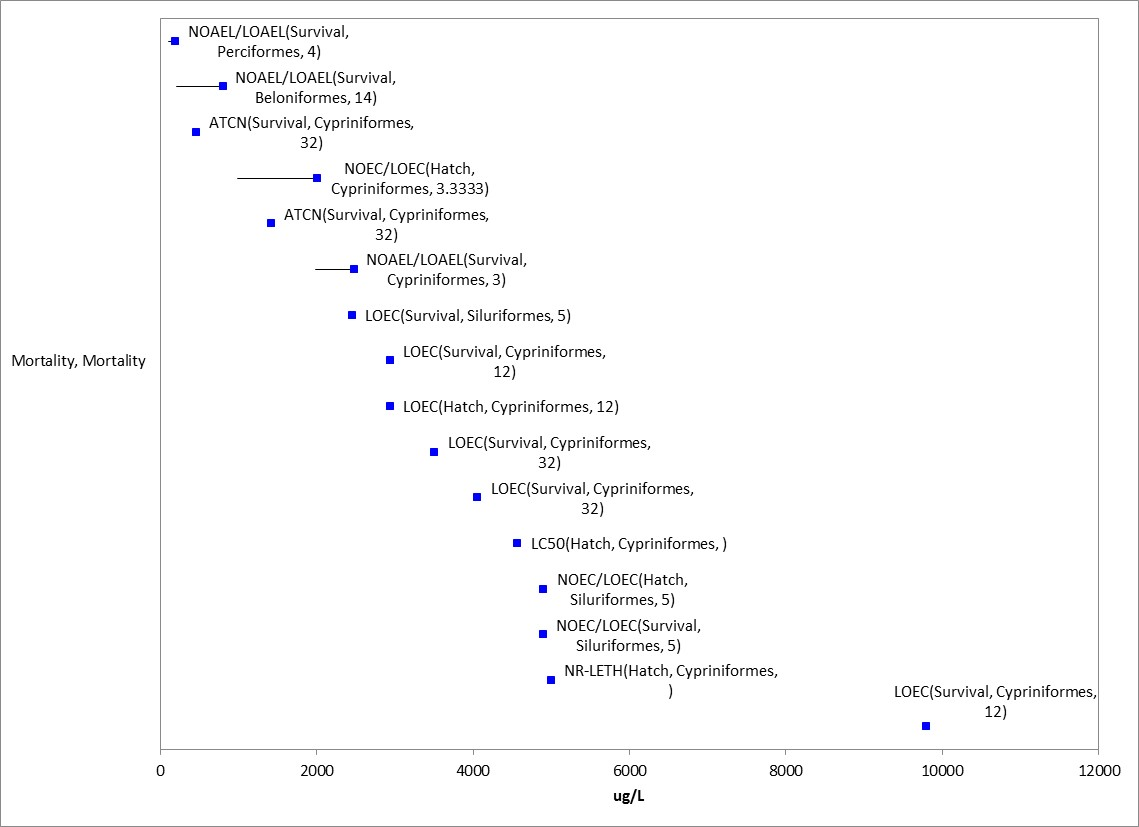 NOAEL/LOAEL(Survival,
Perciformes, 4)
NOAEL/LOAEL(Survival,
Beloniformes, 14)
ATCN(Survival, Cypriniformes,
32)
NOEC/LOEC(Hatch,
Cypriniformes, 3.3333)
ATCN(Survival, Cypriniformes,
32)
NOAEL/LOAEL(Survival,
Cypriniformes, 3)
LOEC(Survival, Siluriformes, 5)
LOEC(Survival, Cypriniformes,
12)
Mortality, Mortality
LOEC(Hatch, Cypriniformes, 12)
LOEC(Survival, Cypriniformes,
32)
LOEC(Survival, Cypriniformes,
32)
LC50(Hatch, Cypriniformes, )
NOEC/LOEC(Hatch,
Siluriformes, 5)
NOEC/LOEC(Survival,
Siluriformes, 5)
NR-LETH(Hatch, Cypriniformes,
)
LOEC(Survival, Cypriniformes,
12)
0 2000 4000 6000 8000 10000 12000
ug/L